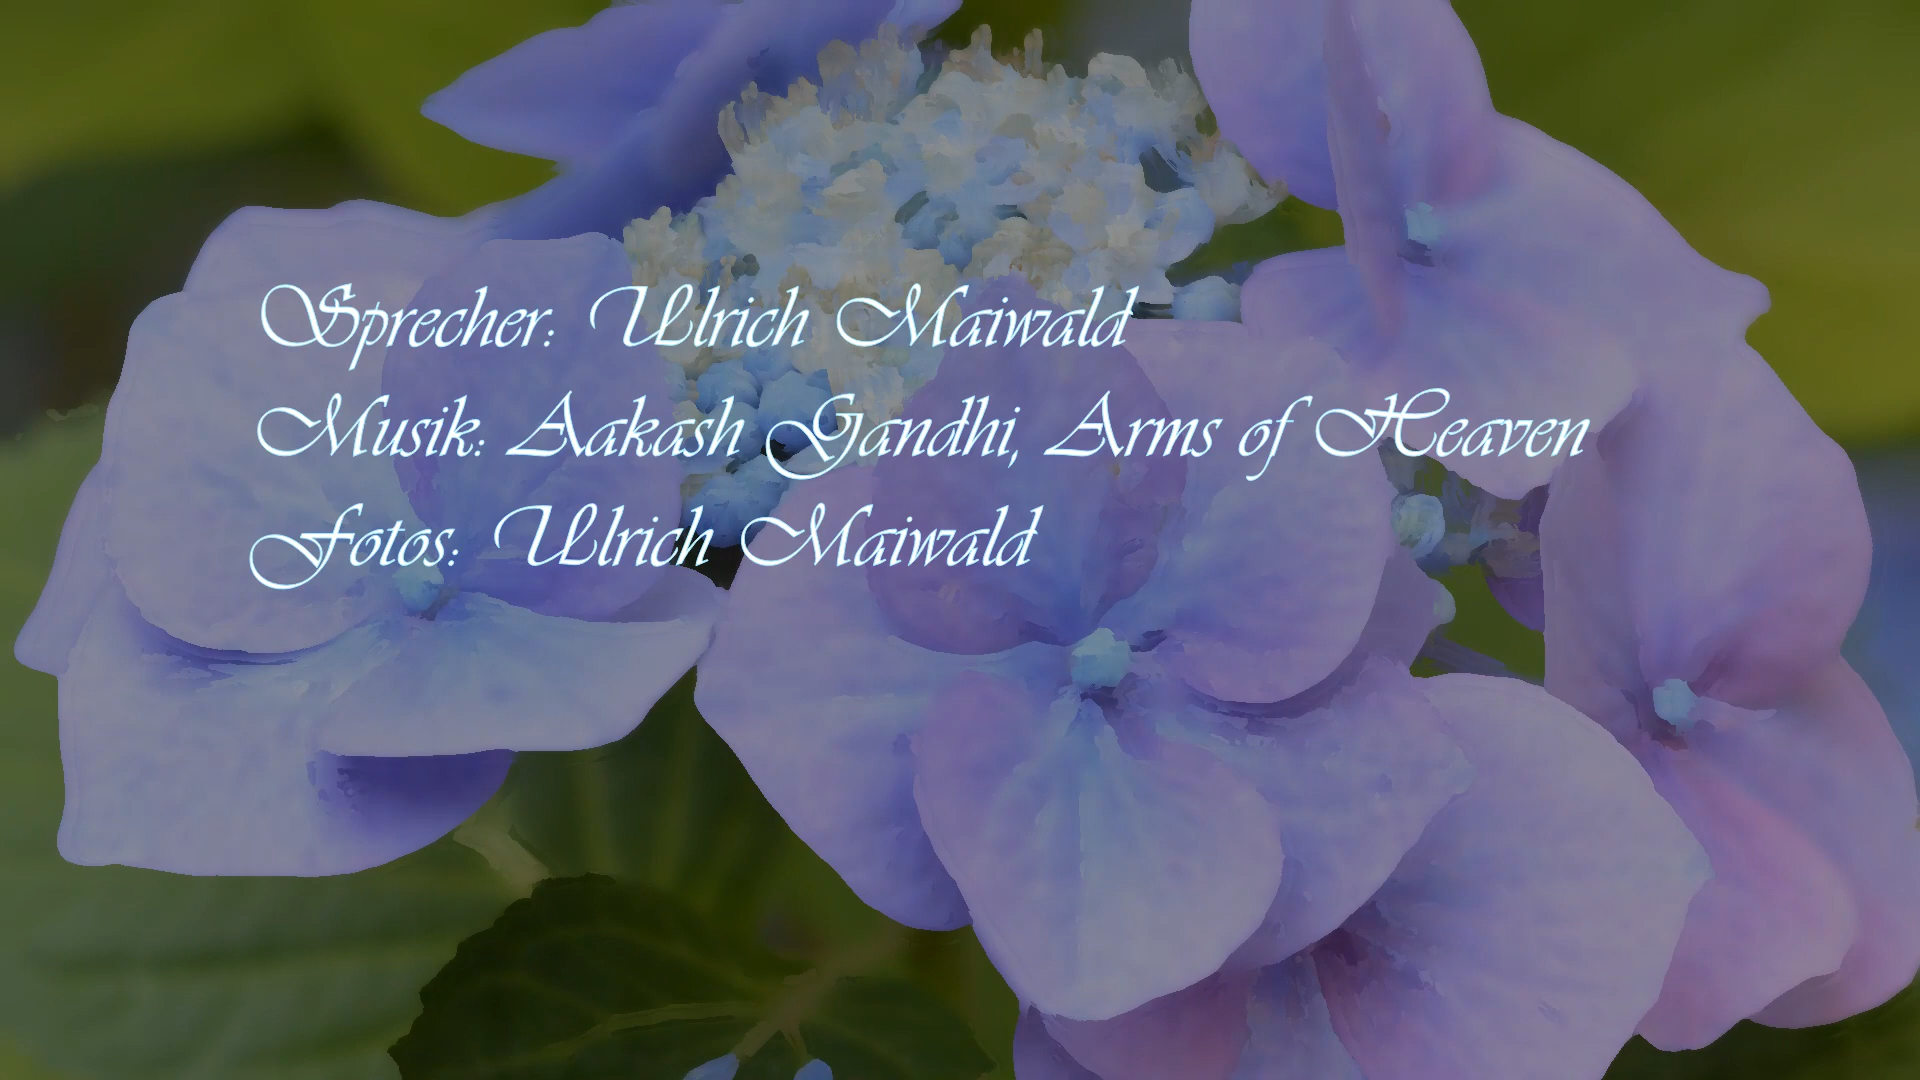 Sprecher: Ulrich Maiwald
Musik: Aakash Gandhi, Arms of Heaven
Fotos: Ulrich Maiwald